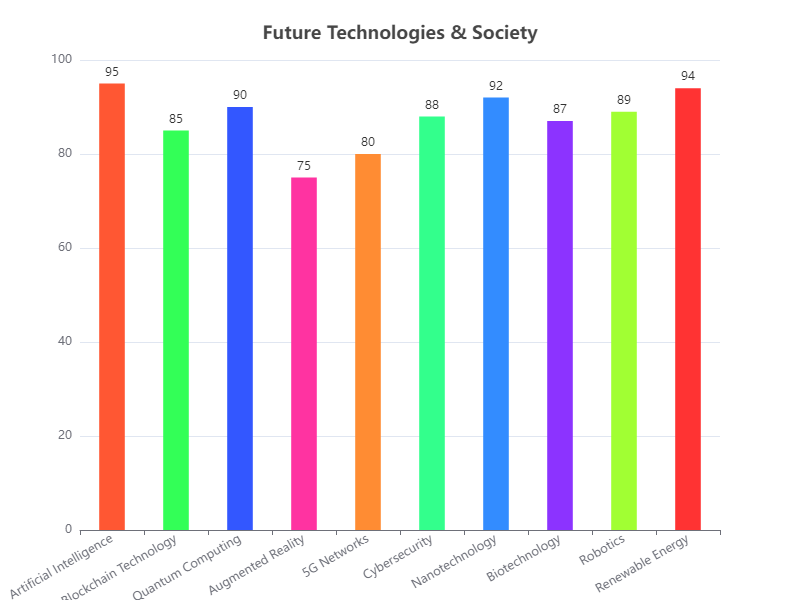 Future Technologies & Society
100
80
60
40
20
0
95
85
90
75
80
88
92
87
89
94
Artificial Intelligence
Blockchain Technology
Quantum Computing
Augmented Reality
5G Networks
Cybersecurity
Nanotechnology
Biotechnology
Robotics
Renewable Energy